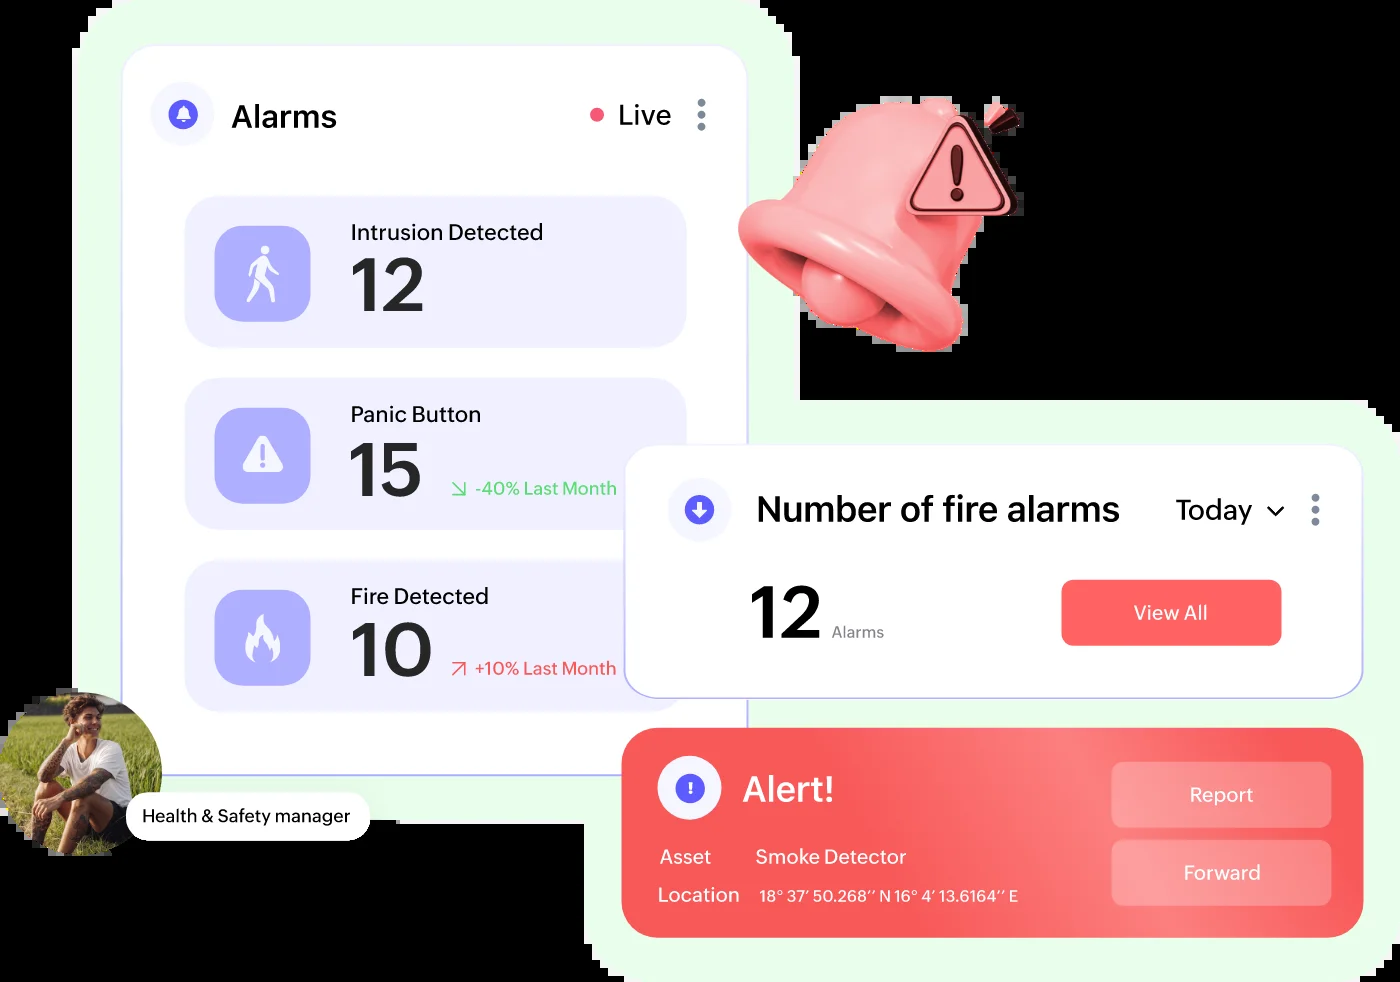 Alarms
Live
Intrusion Detected
12
Panic Button
15
-40% Last Month
Fire Detected
10
+10% Last Month
Health & Safety manager
Number of fire alarms
Today
12 Alarms
View All
Alert!
Report
Asset Smoke Detector
Forward
Location 18° 37′ 50.268′′ N 16° 4′ 13.6164′′ E